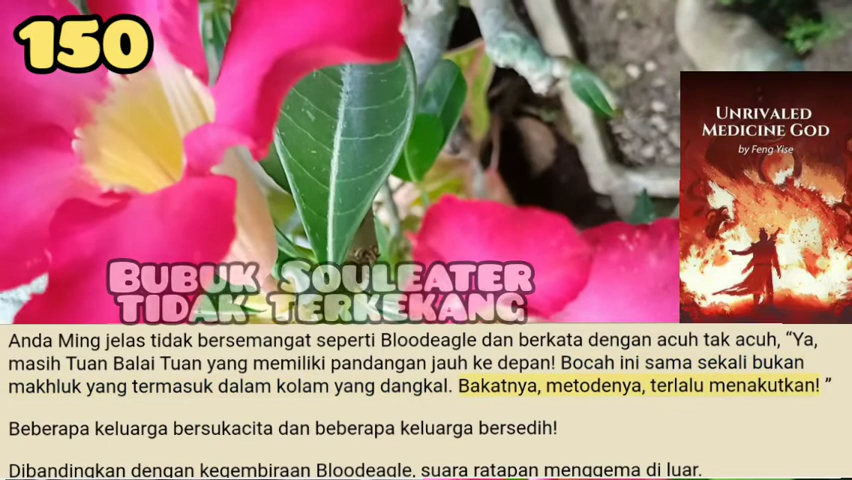 150
UNRIVALED
MEDICINE GOD
by Feng Yise
BUBUK SOULEATER
TIDAK TERKEKANG
Anda Ming jelas tidak bersemangat seperti Bloodeagle dan berkata dengan acuh tak acuh, “Ya,
masih Tuan Balai Tuan yang memiliki pandangan jauh ke depan! Bocah ini sama sekali bukan
makhluk yang termasuk dalam kolam yang dangkal. Bakatnya, metodenya, terlalu menakutkan! ”
Beberapa keluarga bersukacita dan beberapa keluarga bersedih!
Dibandingkan dengan kegembiraan Bloodeagle, suara ratapan menggema di luar.